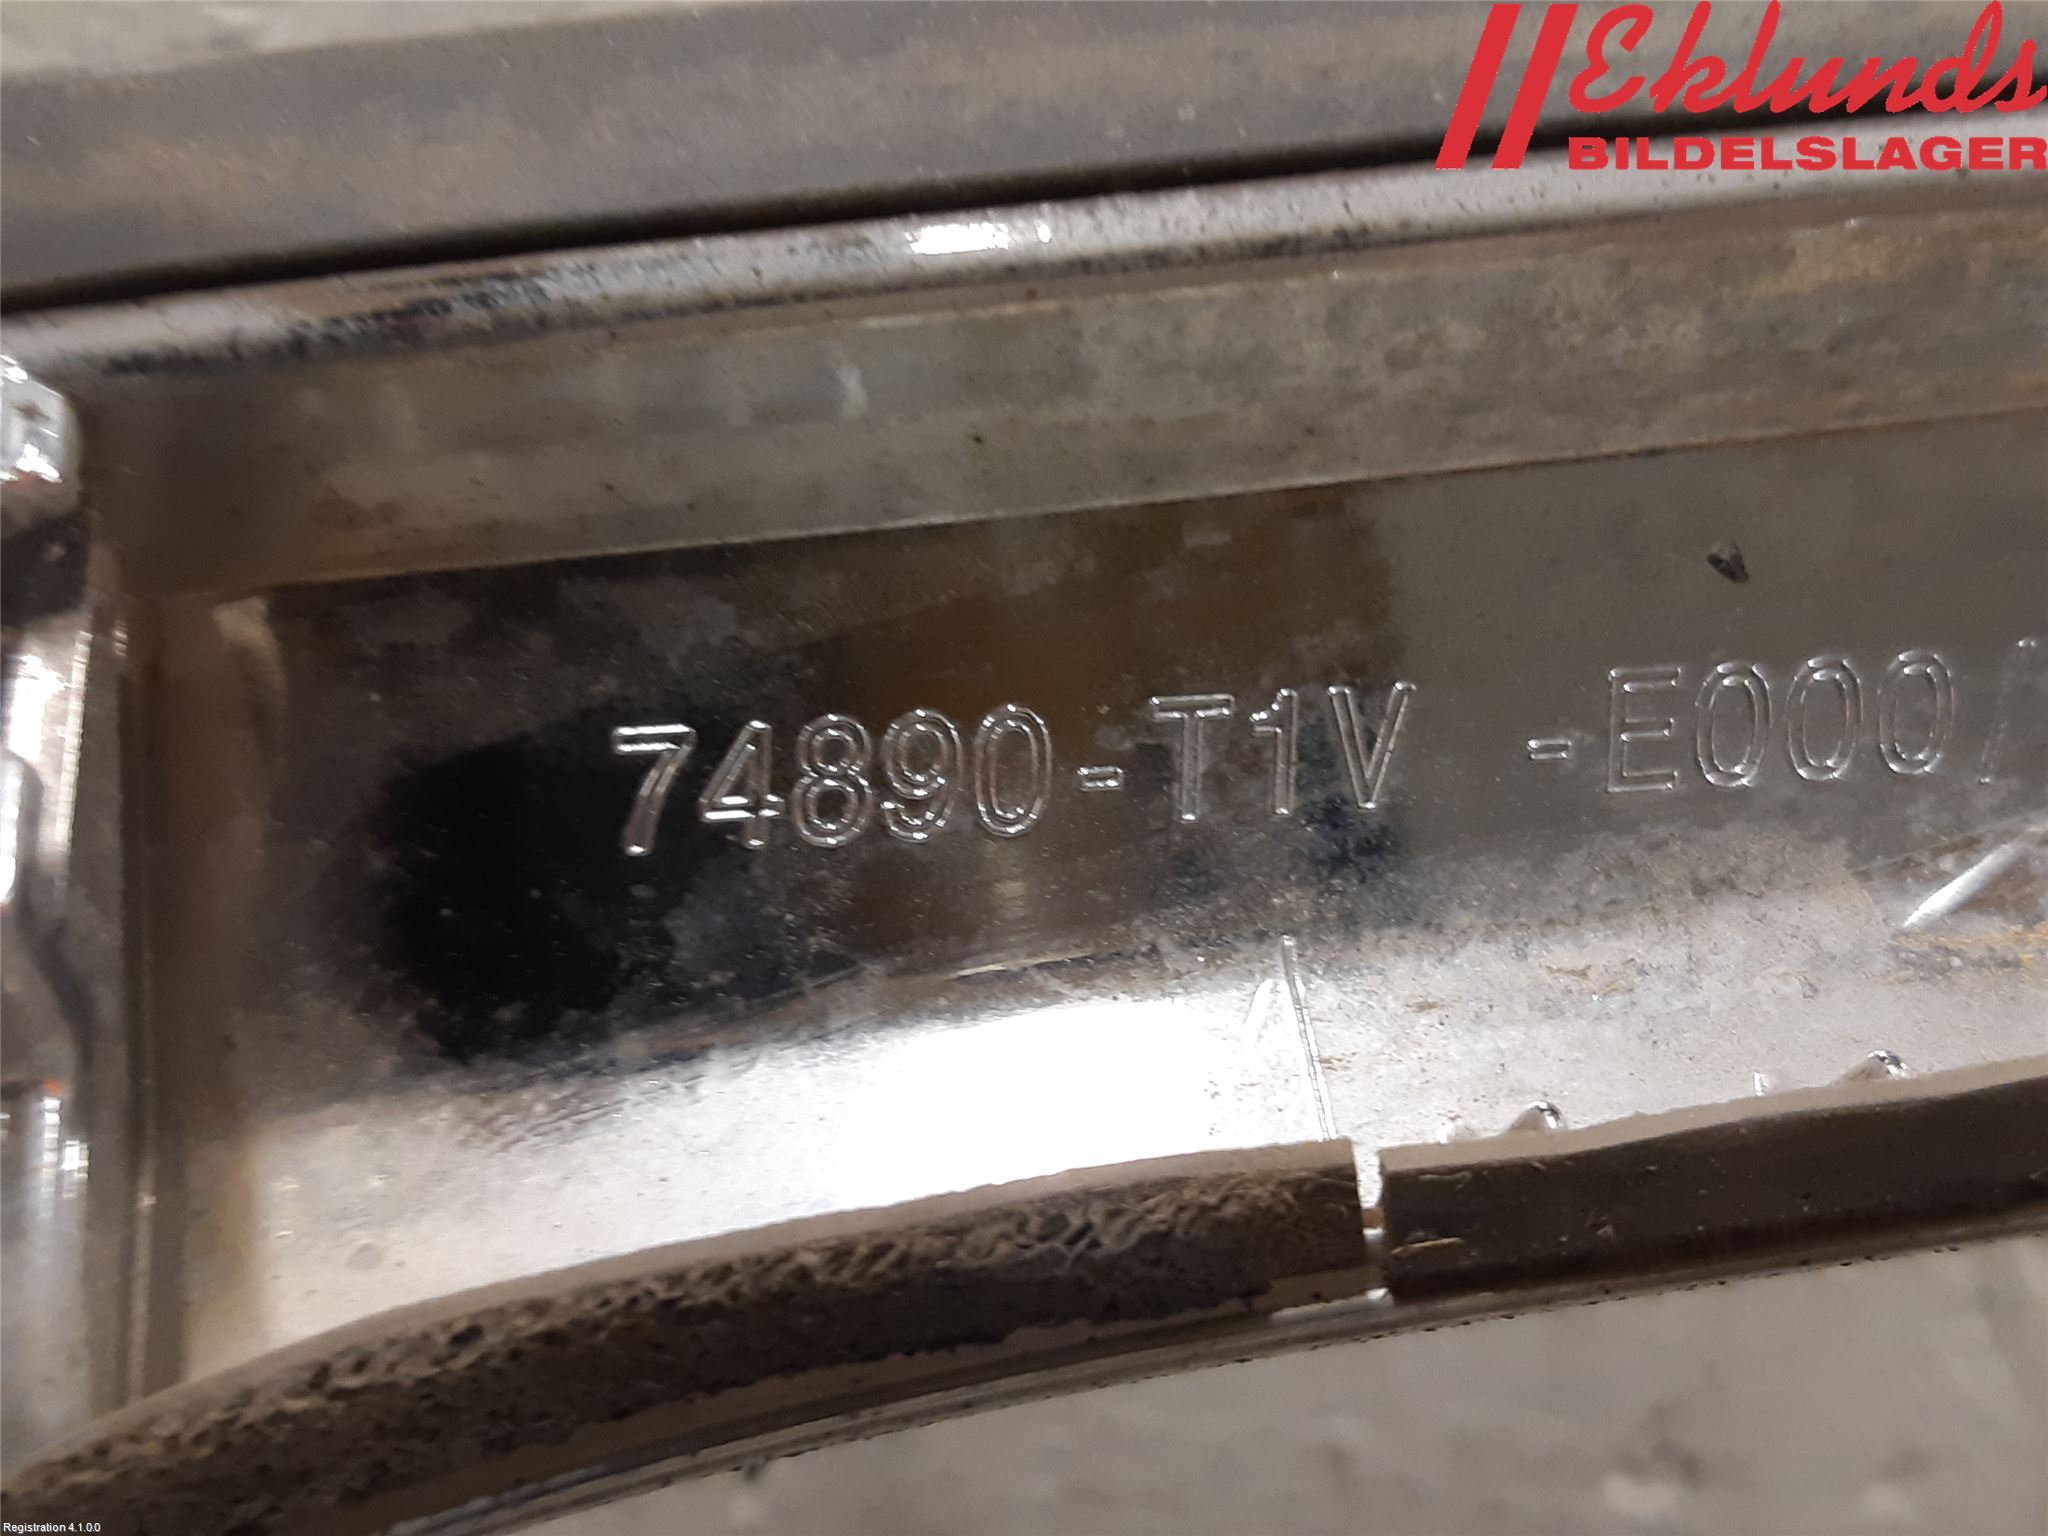 Eklunds
BILDELSLAGER
74890-T1V -E000
Registration 4.1.0.0